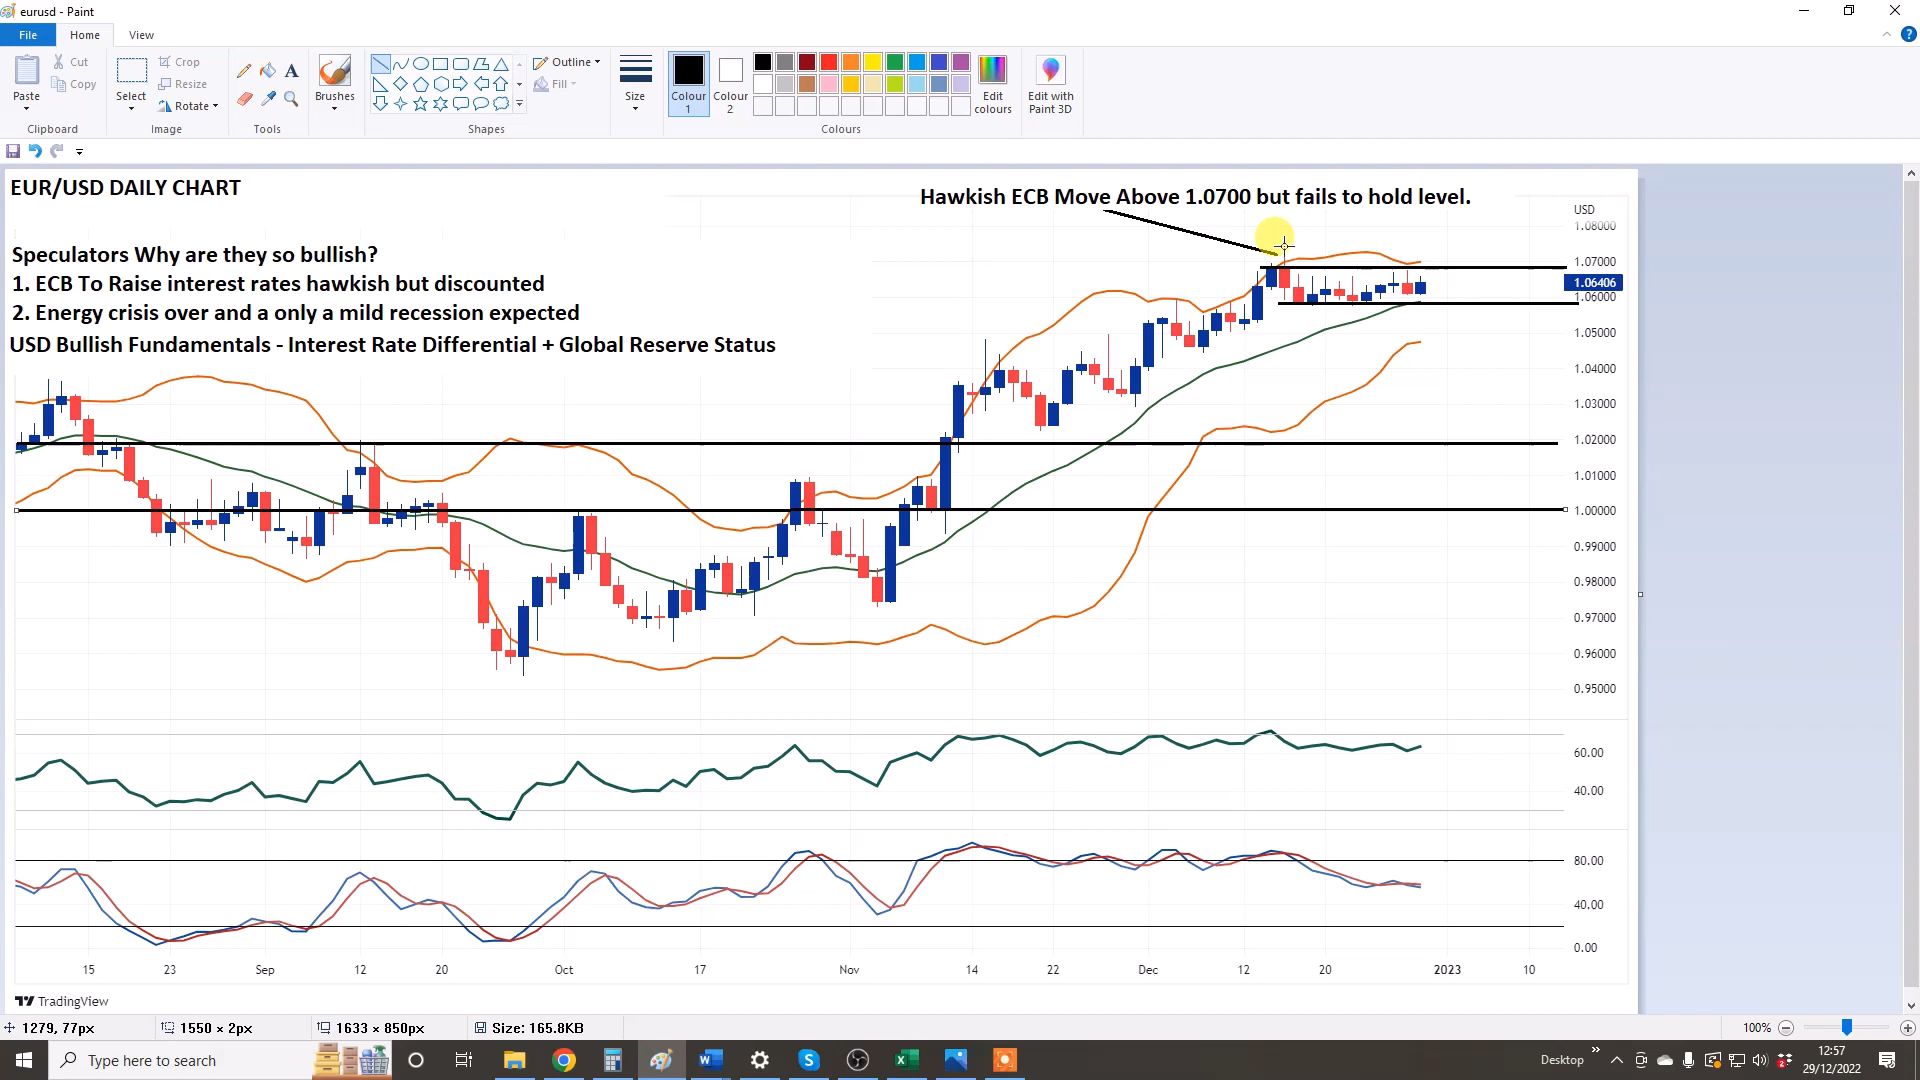 eurusd - Paint
File
Home
View
Paste
Cut
Copy
Clipboard
Select
Crop
Resize
Rotate
Image
A
Tools
Brushes
Shapes
Outline
Fill
Size
Colour 1
Colour 2
Edit colours
Colours
Edit with Paint 3D
EUR/USD DAILY CHART
Hawkish ECB Move Above 1.0700 but fails to hold level.
Speculators Why are they so bullish?
1. ECB To Raise interest rates hawkish but discounted
2. Energy crisis over and a only a mild recession expected
USD Bullish Fundamentals - Interest Rate Differential + Global Reserve Status
USD
1.08000
1.07000
1.06406
1.06000
1.05000
1.04000
1.03000
1.02000
1.01000
1.00000
0.99000
0.98000
0.97000
0.96000
0.95000
60.00
40.00
80.00
40.00
0.00
15 23 Sep 12 20 Oct 17 Nov 14 22 Dec 12 20 2023 10
TradingView
1279, 77px
1550 × 2px
1633 × 850px
Size: 165.8KB
100%
Type here to search
Desktop
12:57
29/12/2022